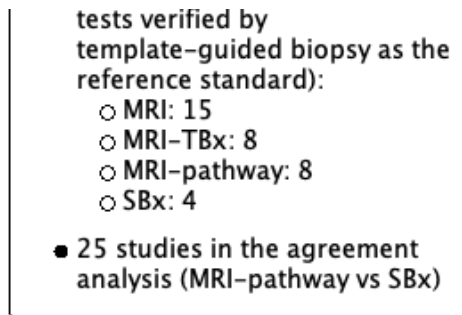 tests verified by
template-guided biopsy as the
reference standard):
○ MRI: 15
○ MRI-TBx: 8
○ MRI-pathway: 8
○ SBx: 4
● 25 studies in the agreement
analysis (MRI-pathway vs SBx)